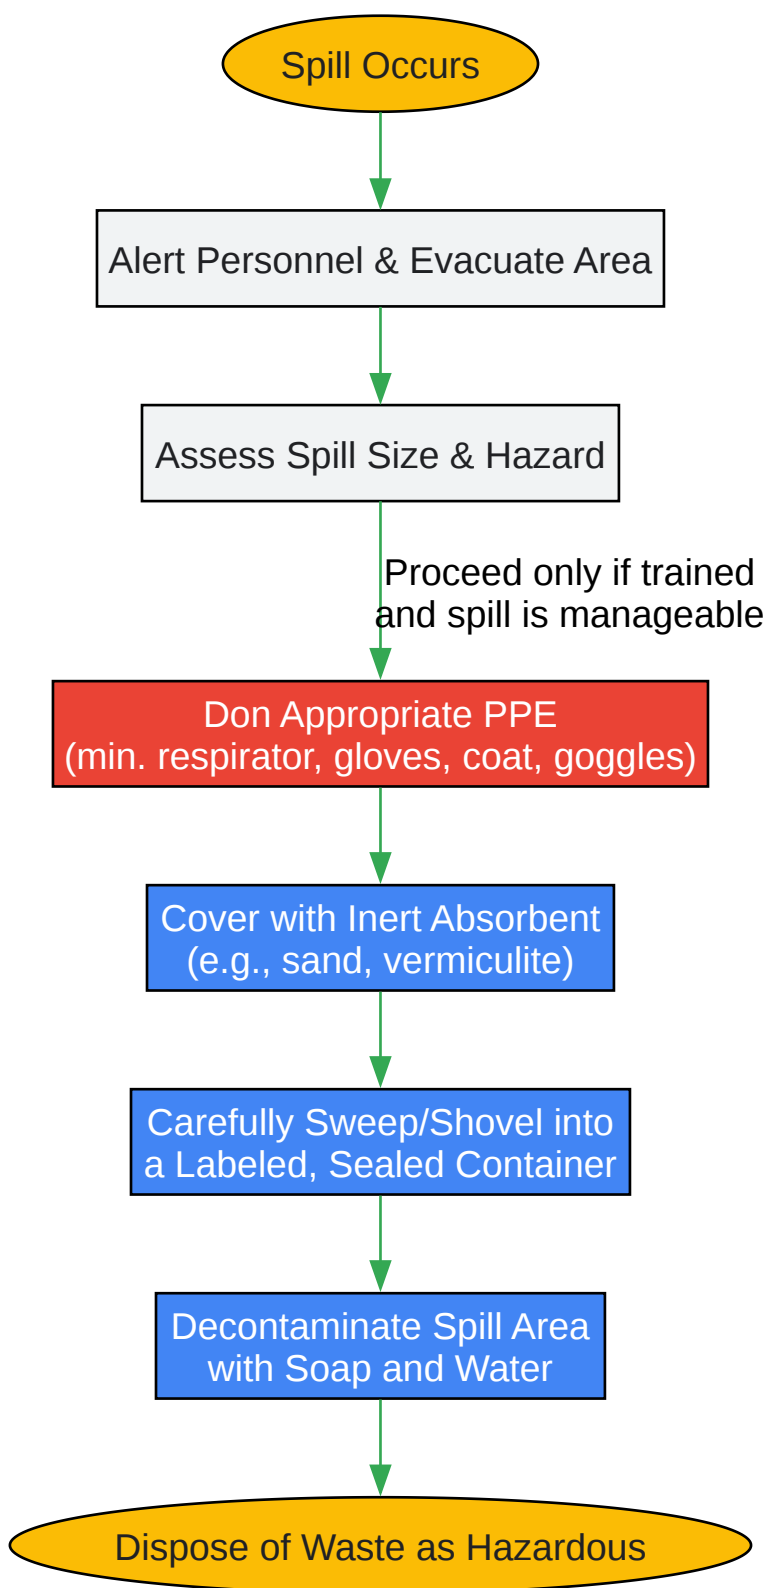 Spill Occurs
Alert Personnel & Evacuate Area
Assess Spill Size & Hazard
Proceed only if trained
and spill is manageable
Don Appropriate PPE
(min. respirator, gloves, coat, goggles)
Cover with Inert Absorbent
(e.g., sand, vermiculite)
Carefully Sweep/Shovel into
a Labeled, Sealed Container
Decontaminate Spill Area
with Soap and Water
Dispose of Waste as Hazardous